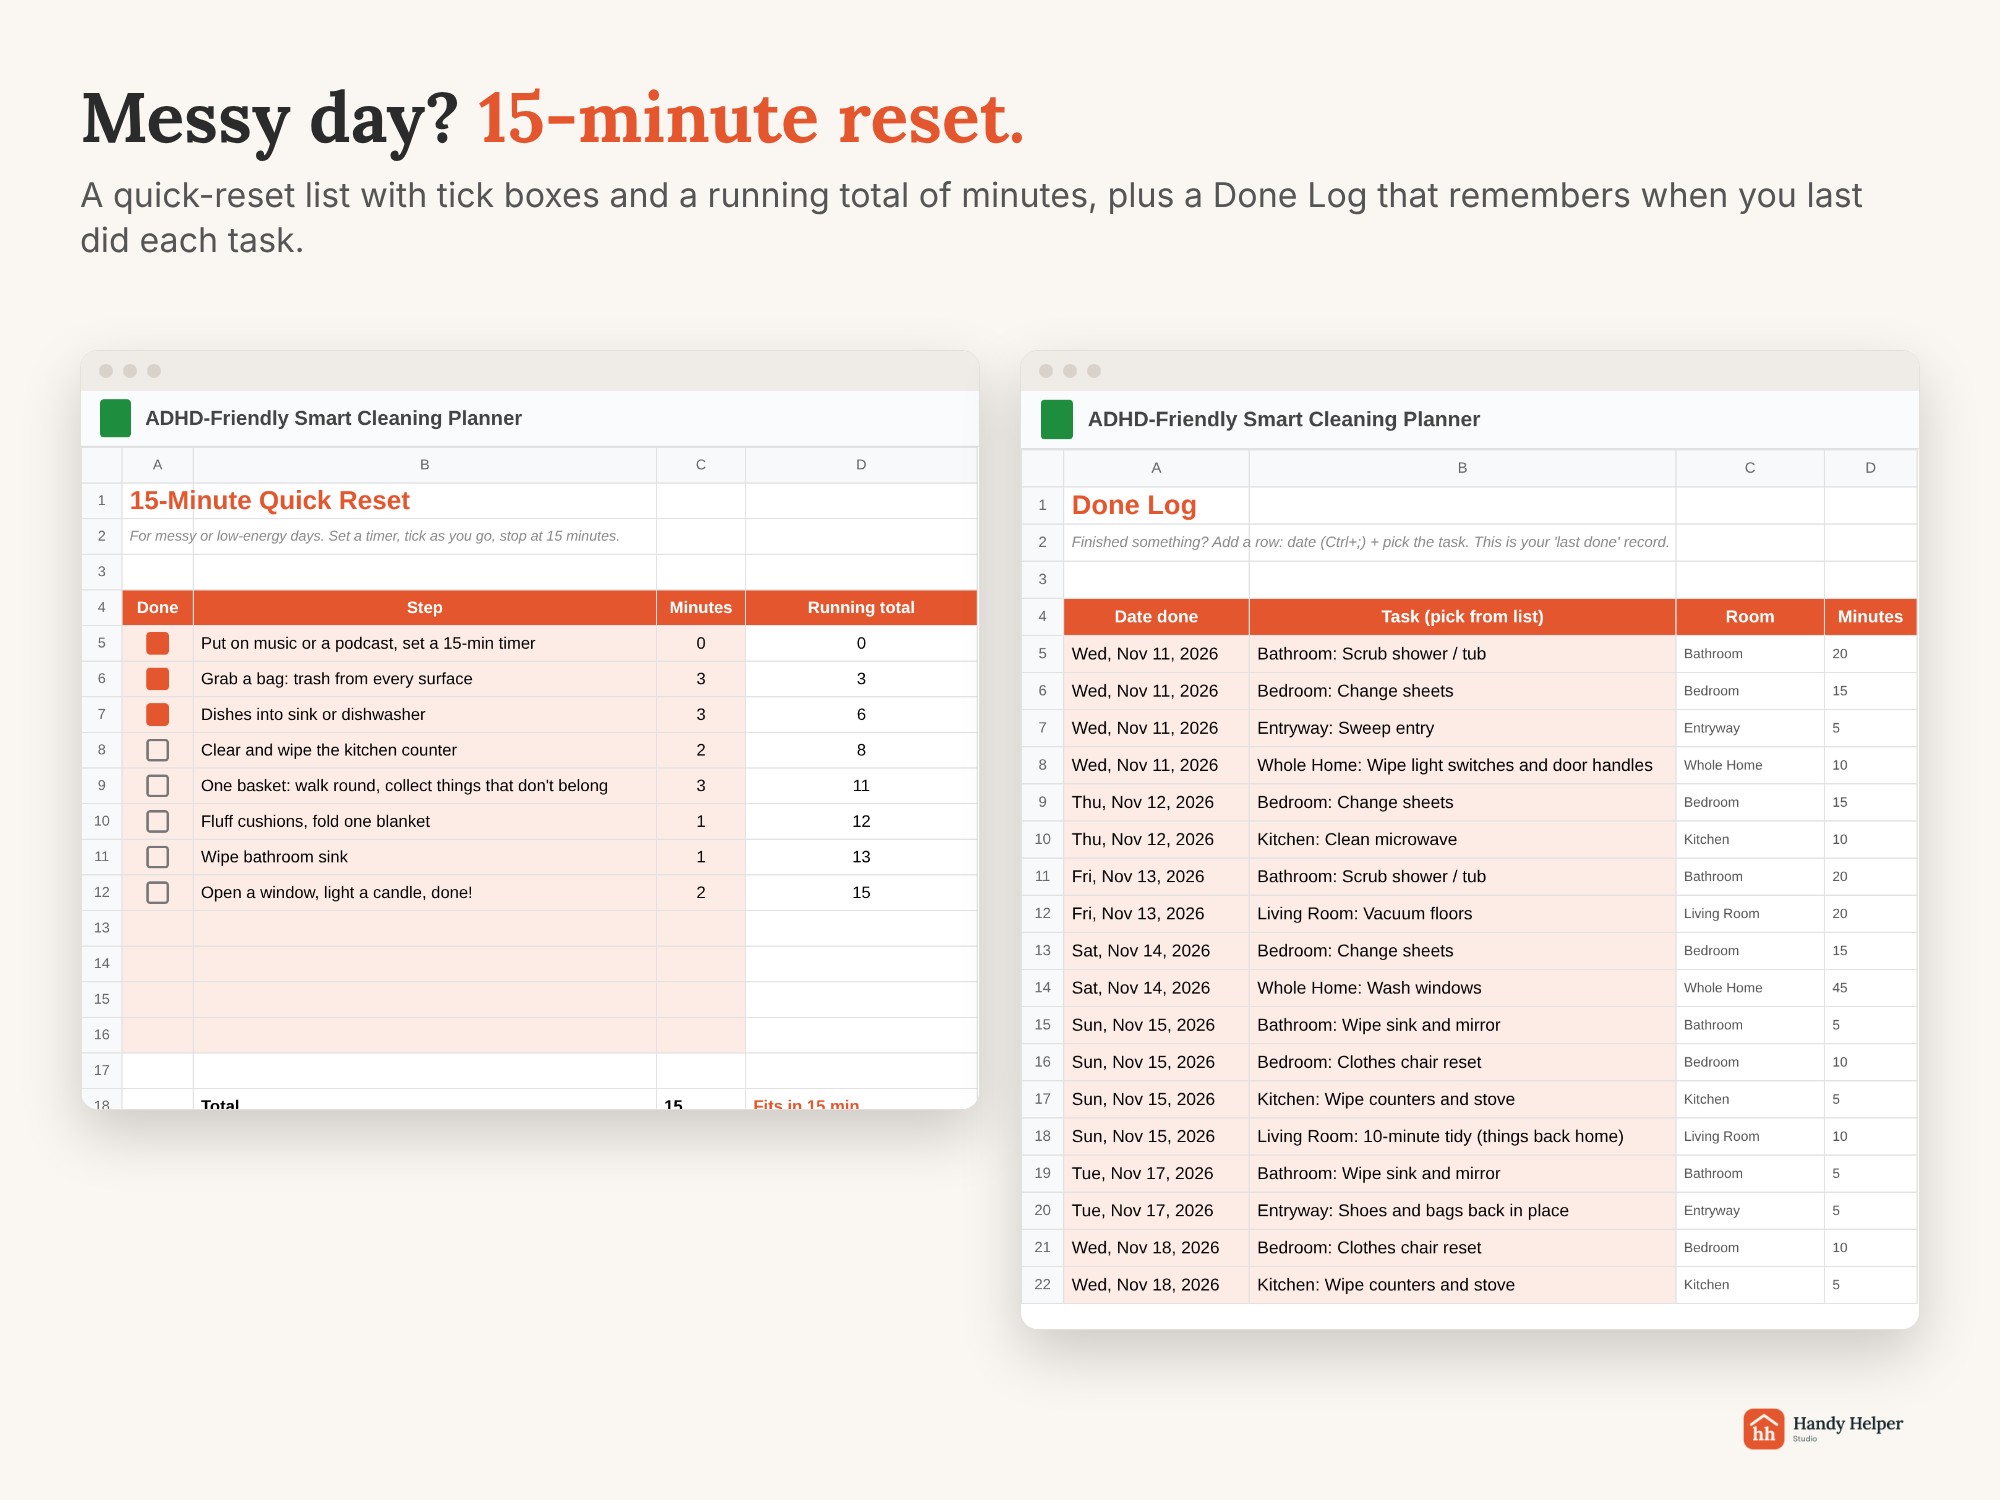 Messy day? 15-minute reset.
A quick-reset list with tick boxes and a running total of minutes, plus a Done Log that remembers when you last
did each task.
ADHD-Friendly Smart Cleaning Planner
A B C D
1 15-Minute Quick Reset
2 For messy or low-energy days. Set a timer, tick as you go, stop at 15 minutes.
3
4 Done Step Minutes Running total
5 Put on music or a podcast, set a 15-min timer 0 0
6 Grab a bag: trash from every surface 3 3
7 Dishes into sink or dishwasher 3 6
8 Clear and wipe the kitchen counter 2 8
9 One basket: walk round, collect things that don't belong 3 11
10 Fluff cushions, fold one blanket 1 12
11 Wipe bathroom sink 1 13
12 Open a window, light a candle, done! 2 15
13
14
15
16
17
18 Total 15 Fits in 15 min
ADHD-Friendly Smart Cleaning Planner
A B C D
1 Done Log
2 Finished something? Add a row: date (Ctrl+;) + pick the task. This is your 'last done' record.
3
4 Date done Task (pick from list) Room Minutes
5 Wed, Nov 11, 2026 Bathroom: Scrub shower / tub Bathroom 20
6 Wed, Nov 11, 2026 Bedroom: Change sheets Bedroom 15
7 Wed, Nov 11, 2026 Entryway: Sweep entry Entryway 5
8 Wed, Nov 11, 2026 Whole Home: Wipe light switches and door handles Whole Home 10
9 Thu, Nov 12, 2026 Bedroom: Change sheets Bedroom 15
10 Thu, Nov 12, 2026 Kitchen: Clean microwave Kitchen 10
11 Fri, Nov 13, 2026 Bathroom: Scrub shower / tub Bathroom 20
12 Fri, Nov 13, 2026 Living Room: Vacuum floors Living Room 20
13 Sat, Nov 14, 2026 Bedroom: Change sheets Bedroom 15
14 Sat, Nov 14, 2026 Whole Home: Wash windows Whole Home 45
15 Sun, Nov 15, 2026 Bathroom: Wipe sink and mirror Bathroom 5
16 Sun, Nov 15, 2026 Bedroom: Clothes chair reset Bedroom 10
17 Sun, Nov 15, 2026 Kitchen: Wipe counters and stove Kitchen 5
18 Sun, Nov 15, 2026 Living Room: 10-minute tidy (things back home) Living Room 10
19 Tue, Nov 17, 2026 Bathroom: Wipe sink and mirror Bathroom 5
20 Tue, Nov 17, 2026 Entryway: Shoes and bags back in place Entryway 5
21 Wed, Nov 18, 2026 Bedroom: Clothes chair reset Bedroom 10
22 Wed, Nov 18, 2026 Kitchen: Wipe counters and stove Kitchen 5
hh Handy Helper
Studio